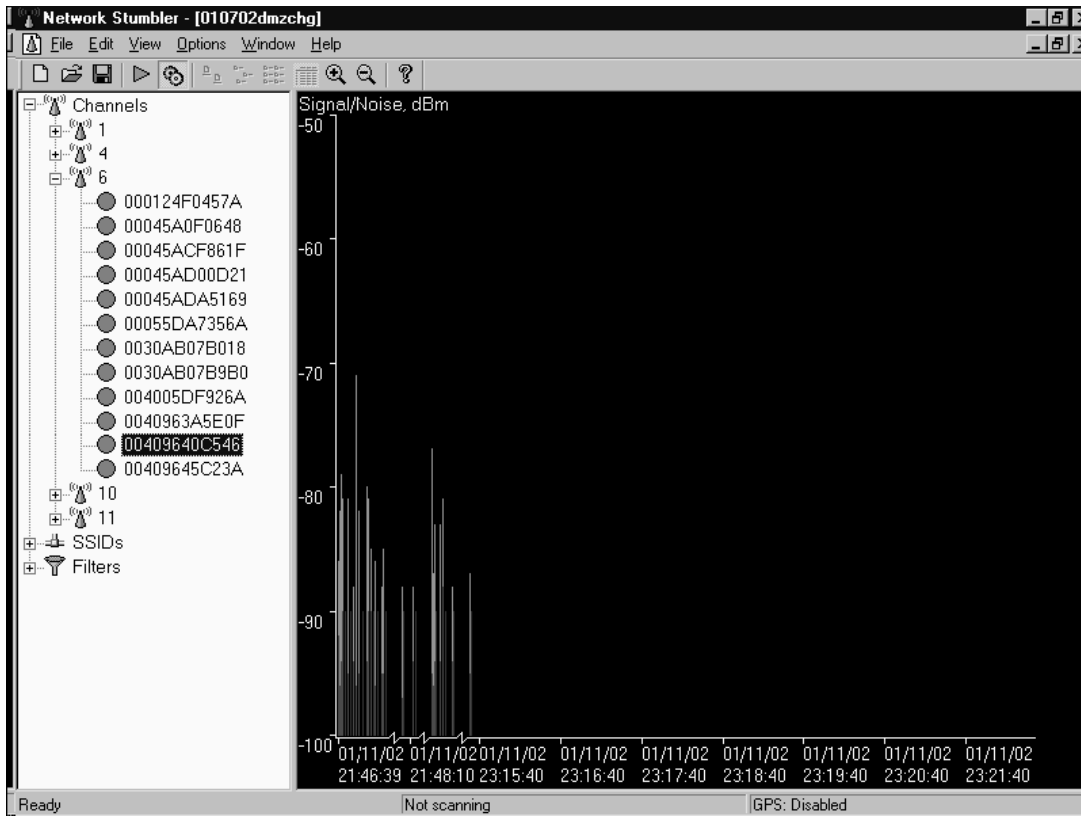 Network Stumbler - [010702dmzchg]
File Edit View Options Window Help
Channels
1
4
6
000124F0457A
00045A0F0648
00045ACF861F
00045AD00D21
00045ADA5169
00055DA7356A
0030AB07B018
0030AB07B9B0
004005DF926A
0040963A5E0F
00409640C546
00409645C23A
10
11
SSIDs
Filters
Signal/Noise, dBm
-50
-60
-70
-80
-90
-100
01/11/02 01/11/02 01/11/02 01/11/02 01/11/02 01/11/02 01/11/02 01/11/02 01/11/02
21:46:39 21:48:10 23:15:40 23:16:40 23:17:40 23:18:40 23:19:40 23:20:40 23:21:40
Ready Not scanning GPS: Disabled